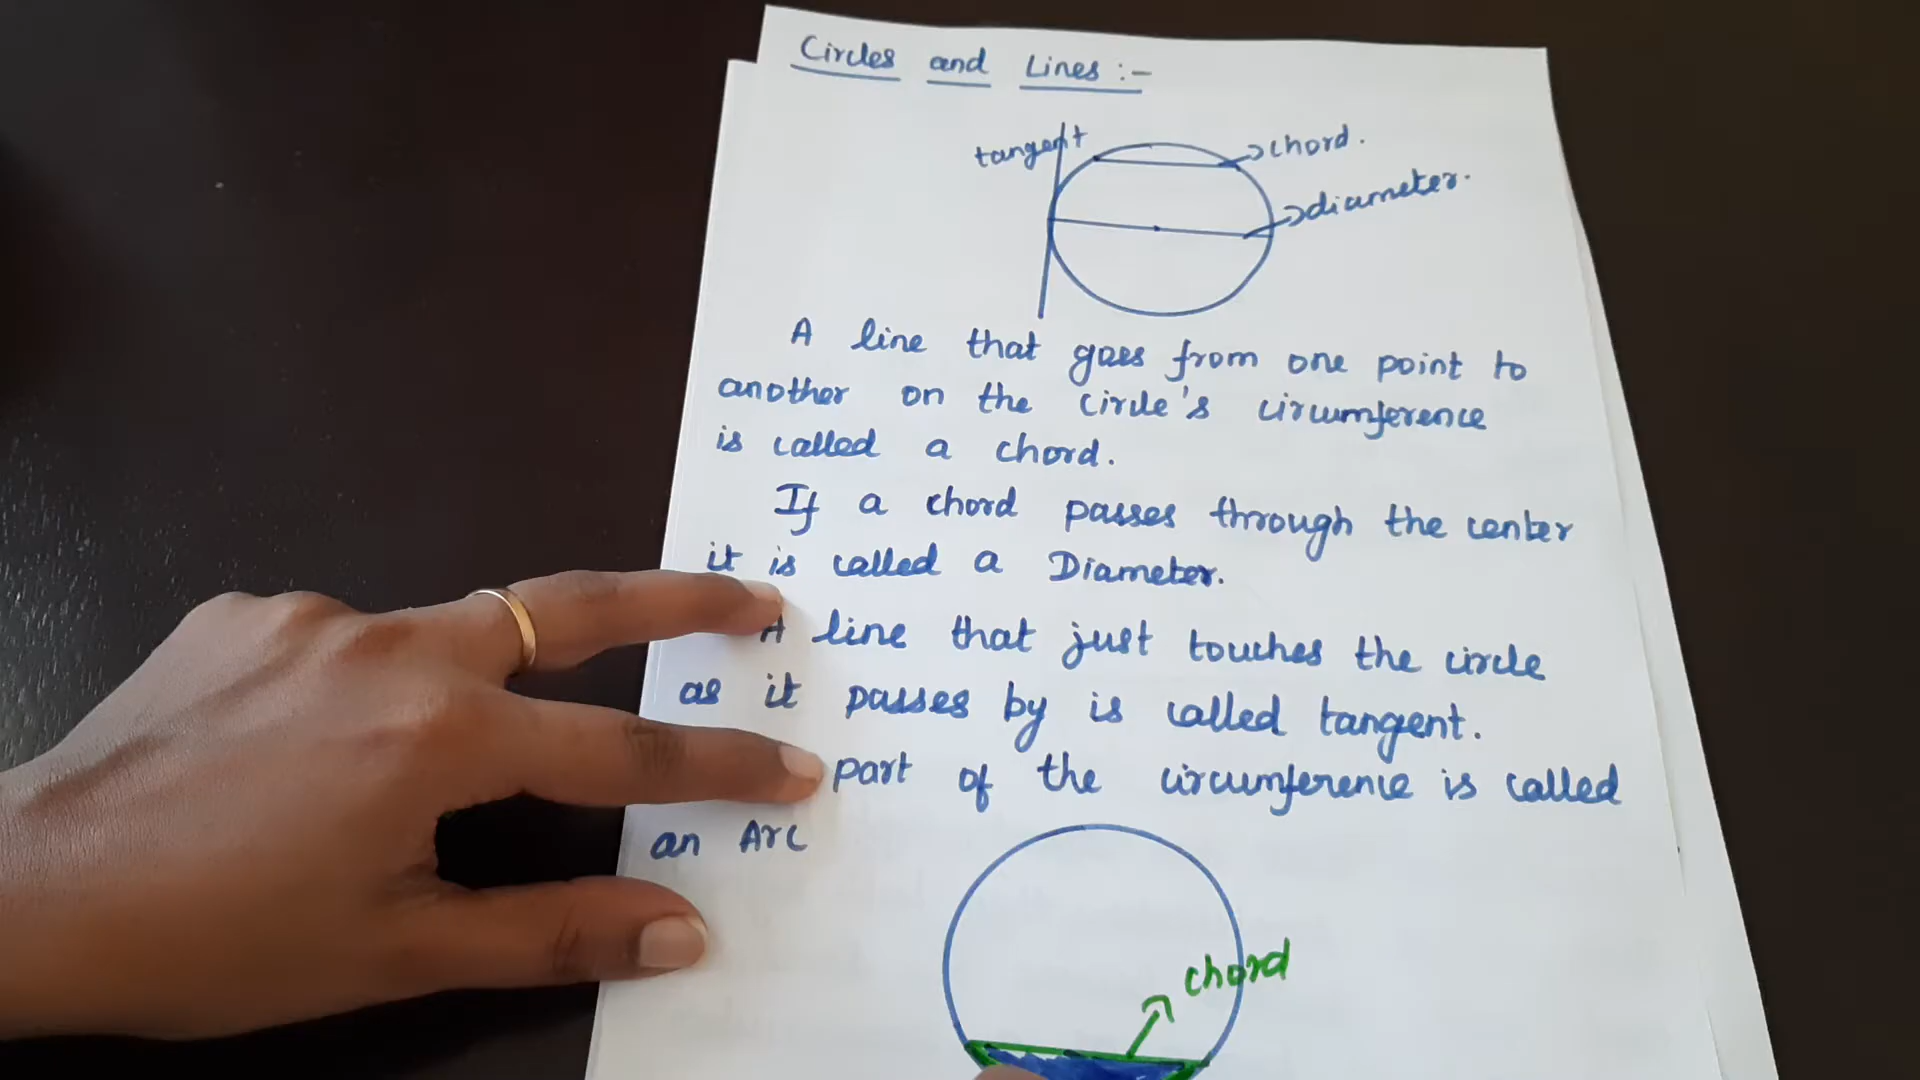 Circles and Lines :-
tangent
chord.
diameter.
A line that goes from one point to
another on the circle's circumference
is called a chord.
If a chord passes through the center
it is called a Diameter.
A line that just touches the circle
as it passes by is called tangent.
part of the circumference is called
an Arc
chord